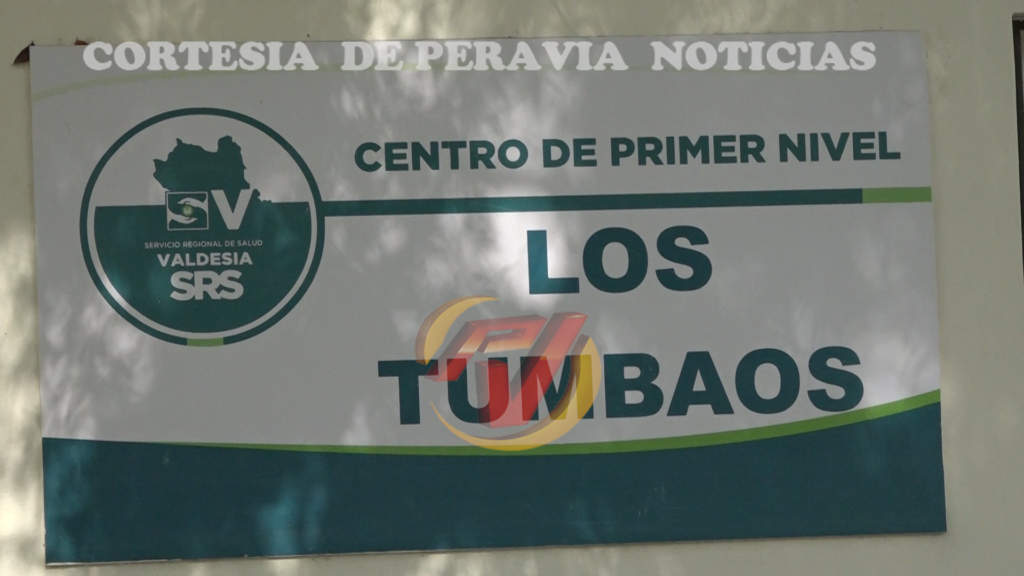 CORTESIA DE PERAVIA NOTICIAS
CENTRO DE PRIMER NIVEL
SV
SERVICIO REGIONAL DE SALUD
VALDESIA
SRS
LOS
TUMBAOS